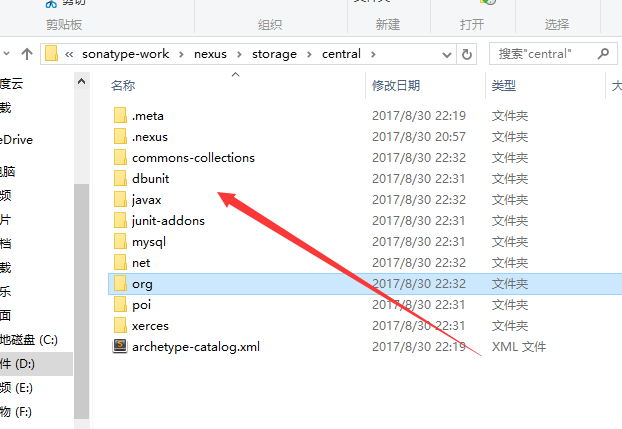 剪切
剪贴板 组织 新建 打开 选择
« sonatype-work › nexus › storage › central › 搜索"central"
名称 修改日期 类型
度云
载
eDrive
电脑
频
片
档
载
乐
面
地磁盘 (C:)
件 (D:)
频 (E:)
物 (F:)
.meta 2017/8/30 22:19 文件夹
.nexus 2017/8/30 20:57 文件夹
commons-collections 2017/8/30 22:32 文件夹
dbunit 2017/8/30 22:31 文件夹
javax 2017/8/30 22:32 文件夹
junit-addons 2017/8/30 22:31 文件夹
mysql 2017/8/30 22:31 文件夹
net 2017/8/30 22:32 文件夹
org 2017/8/30 22:32 文件夹
poi 2017/8/30 22:31 文件夹
xerces 2017/8/30 22:31 文件夹
archetype-catalog.xml 2017/8/30 22:19 XML 文件